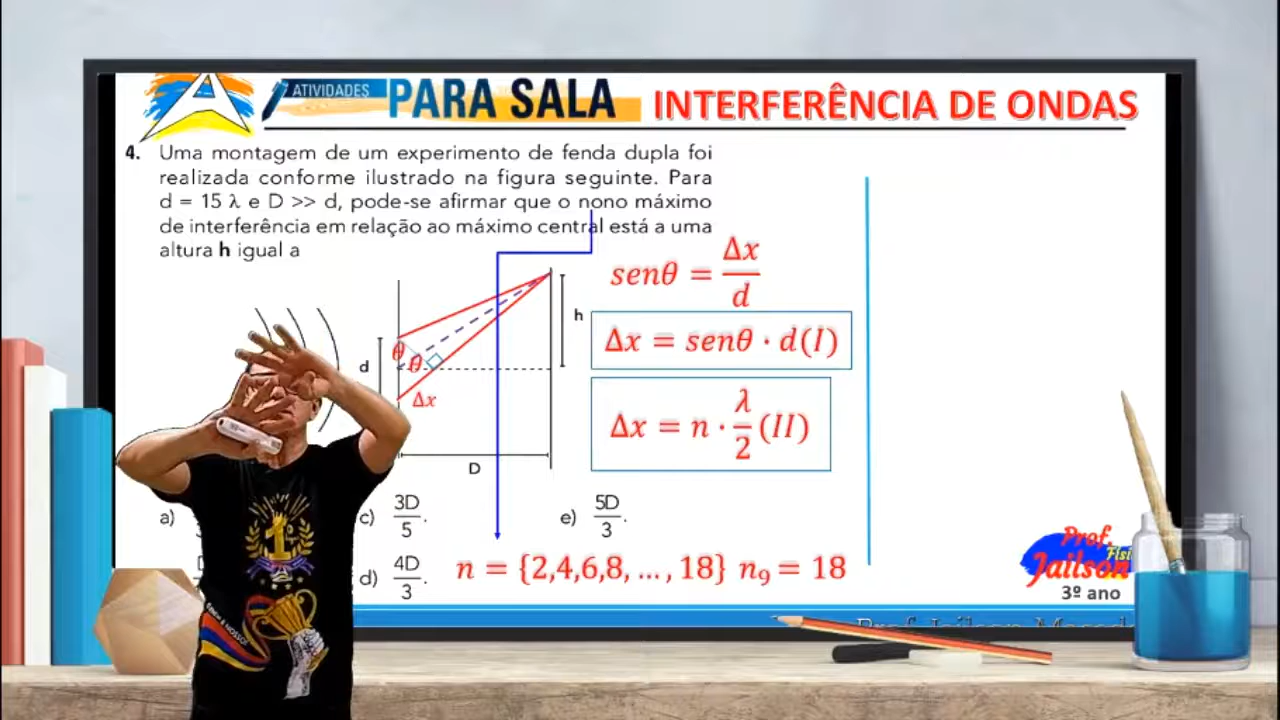 ATIVIDADES
PARA SALA
INTERFERÊNCIA DE ONDAS
4. Uma montagem de um experimento de fenda dupla foi
realizada conforme ilustrado na figura seguinte. Para
d = 15 λ e D >> d, pode-se afirmar que o nono máximo
de interferência em relação ao máximo central está a uma
altura h igual a
senθ = Δx/d
h
Δx = senθ · d(I)
d
θ
θ
Δx
Δx = n · λ/2 (II)
D
a)
c) 3D/5.
e) 5D/3.
d) 4D/3.
n = {2,4,6,8, ..., 18} n₉ = 18
Prof.
Jailson
3º ano
1º